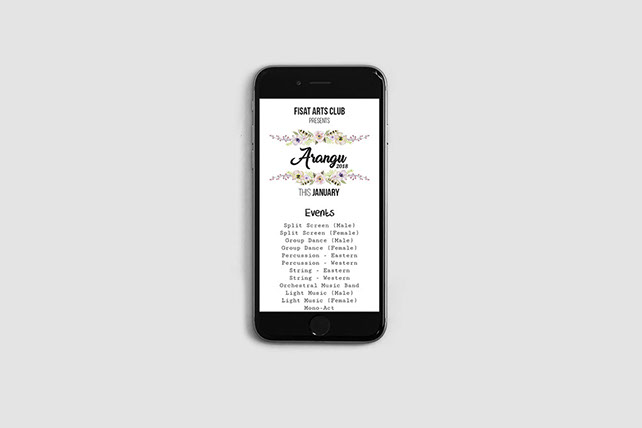 FISAT ARTS CLUB
PRESENTS
Arangu
2018
THIS JANUARY
Events
Split Screen (Male)
Split Screen (Female)
Group Dance (Male)
Group Dance (Female)
Percussion - Eastern
Percussion - Western
String - Eastern
String - Western
Orchestral Music Band
Light Music (Male)
Light Music (Female)
Mono-Act